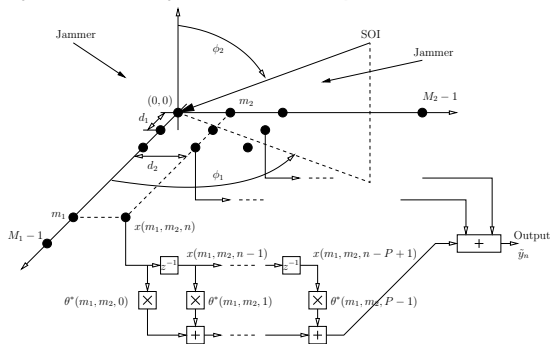 Jammer
SOI
Jammer
ϕ₂
(0, 0)
m₂
M₂−1
d₁
d₂
ϕ₁
m₁
x(m₁, m₂, n)
M₁−1
x(m₁, m₂, n−1)
x(m₁, m₂, n−P+1)
+
Output
ỹₙ
z⁻¹
z⁻¹
θ*(m₁, m₂, 0)
×
×
θ*(m₁, m₂, 1)
×
θ*(m₁, m₂, P−1)
+
+